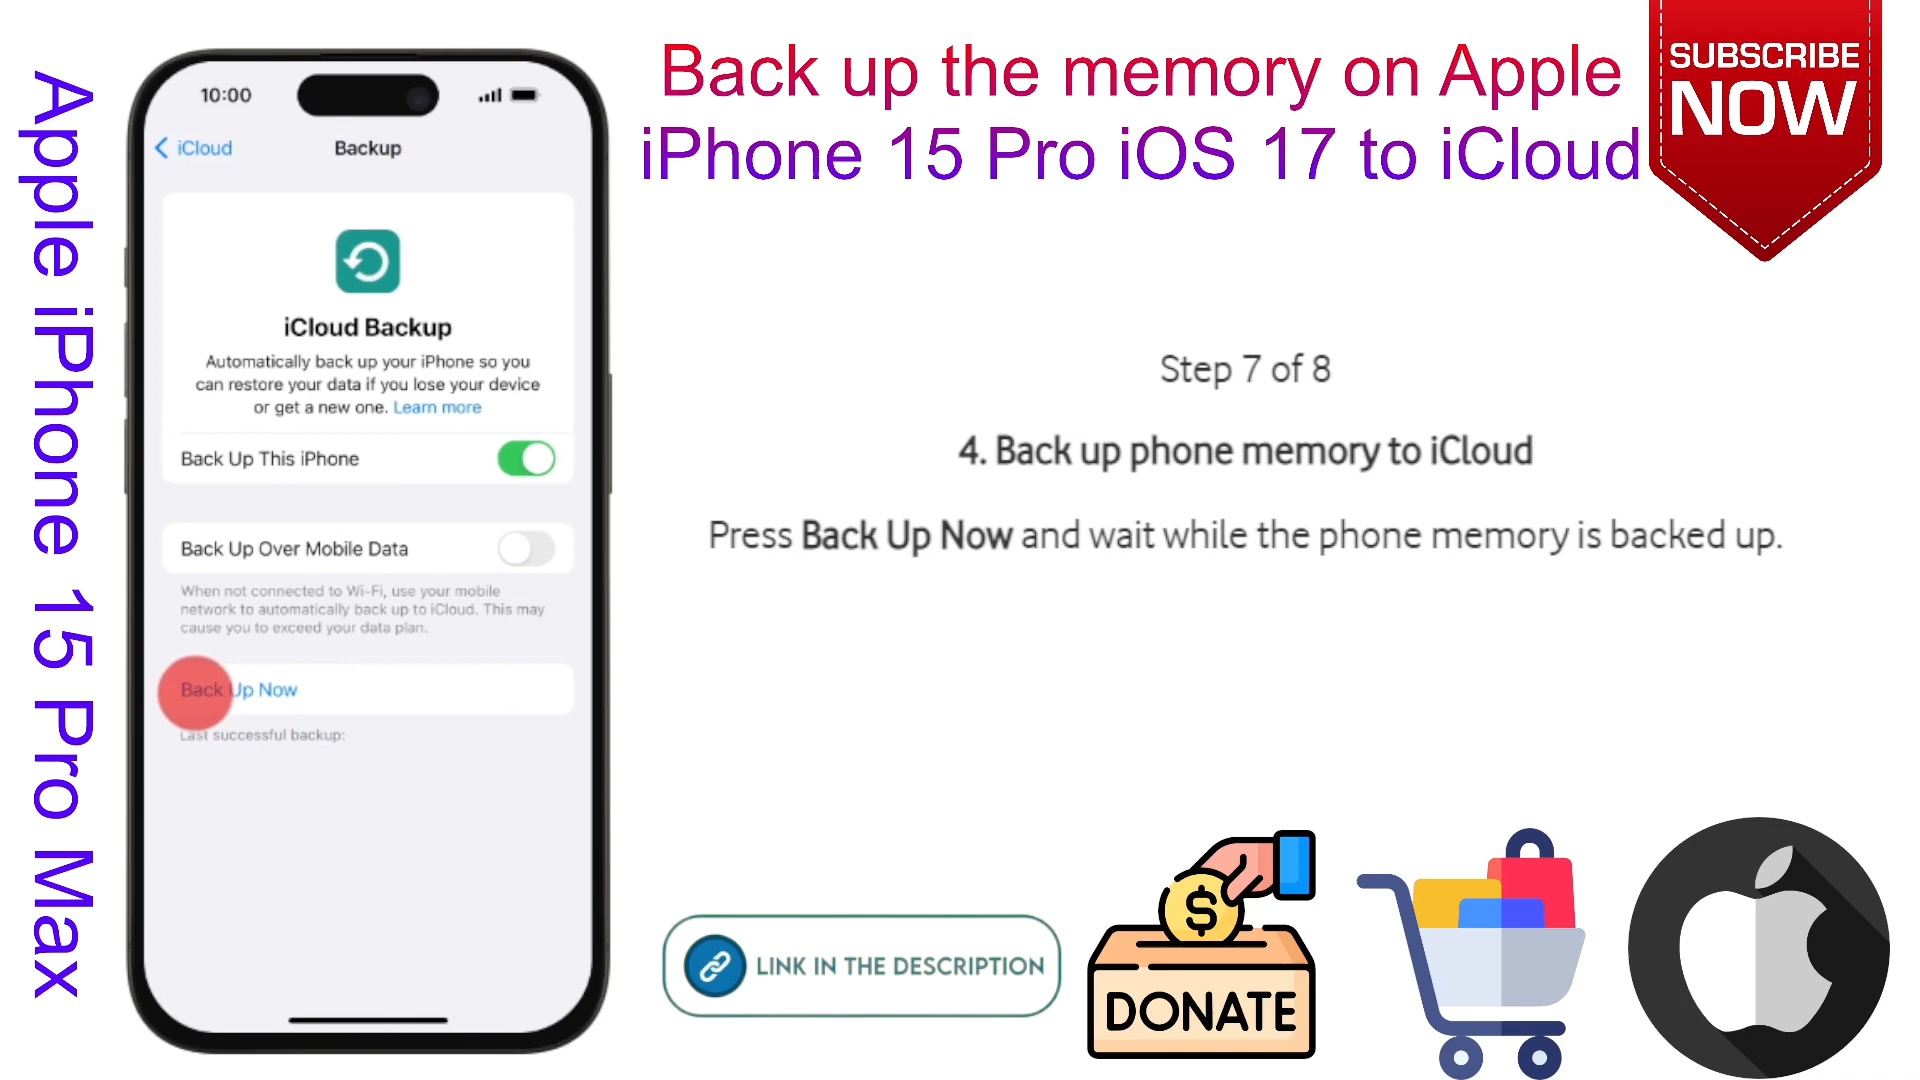 Apple iPhone 15 Pro Max
10:00
iCloud
Backup
iCloud Backup
Automatically back up your iPhone so you
can restore your data if you lose your device
or get a new one. Learn more
Back Up This iPhone
Back Up Over Mobile Data
When not connected to Wi-Fi, use your mobile
network to automatically back up to iCloud. This may
cause you to exceed your data plan.
Back Up Now
Last successful backup:
Back up the memory on Apple
iPhone 15 Pro iOS 17 to iCloud
SUBSCRIBE
NOW
Step 7 of 8
4. Back up phone memory to iCloud
Press Back Up Now and wait while the phone memory is backed up.
LINK IN THE DESCRIPTION
$
DONATE